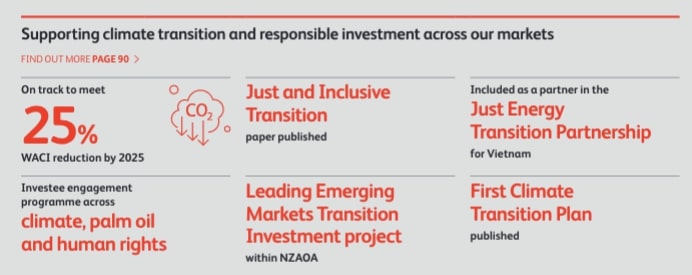 Supporting climate transition and responsible investment across our markets
FIND OUT MORE PAGE 90 >
On track to meet
25%
WACI reduction by 2025
CO2
Just and Inclusive
Transition
paper published
Included as a partner in the
Just Energy
Transition Partnership
for Vietnam
Investee engagement
programme across
climate, palm oil
and human rights
Leading Emerging
Markets Transition
Investment project
within NZAOA
First Climate
Transition Plan
published